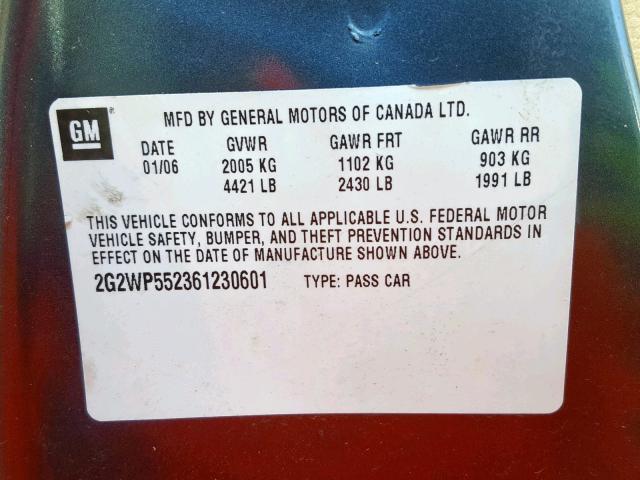 GM
MFD BY GENERAL MOTORS OF CANADA LTD.
DATE GVWR GAWR FRT GAWR RR
01/06 2005 KG 1102 KG 903 KG
4421 LB 2430 LB 1991 LB
THIS VEHICLE CONFORMS TO ALL APPLICABLE U.S. FEDERAL MOTOR
VEHICLE SAFETY, BUMPER, AND THEFT PREVENTION STANDARDS IN
EFFECT ON THE DATE OF MANUFACTURE SHOWN ABOVE.
2G2WP552361230601 TYPE: PASS CAR